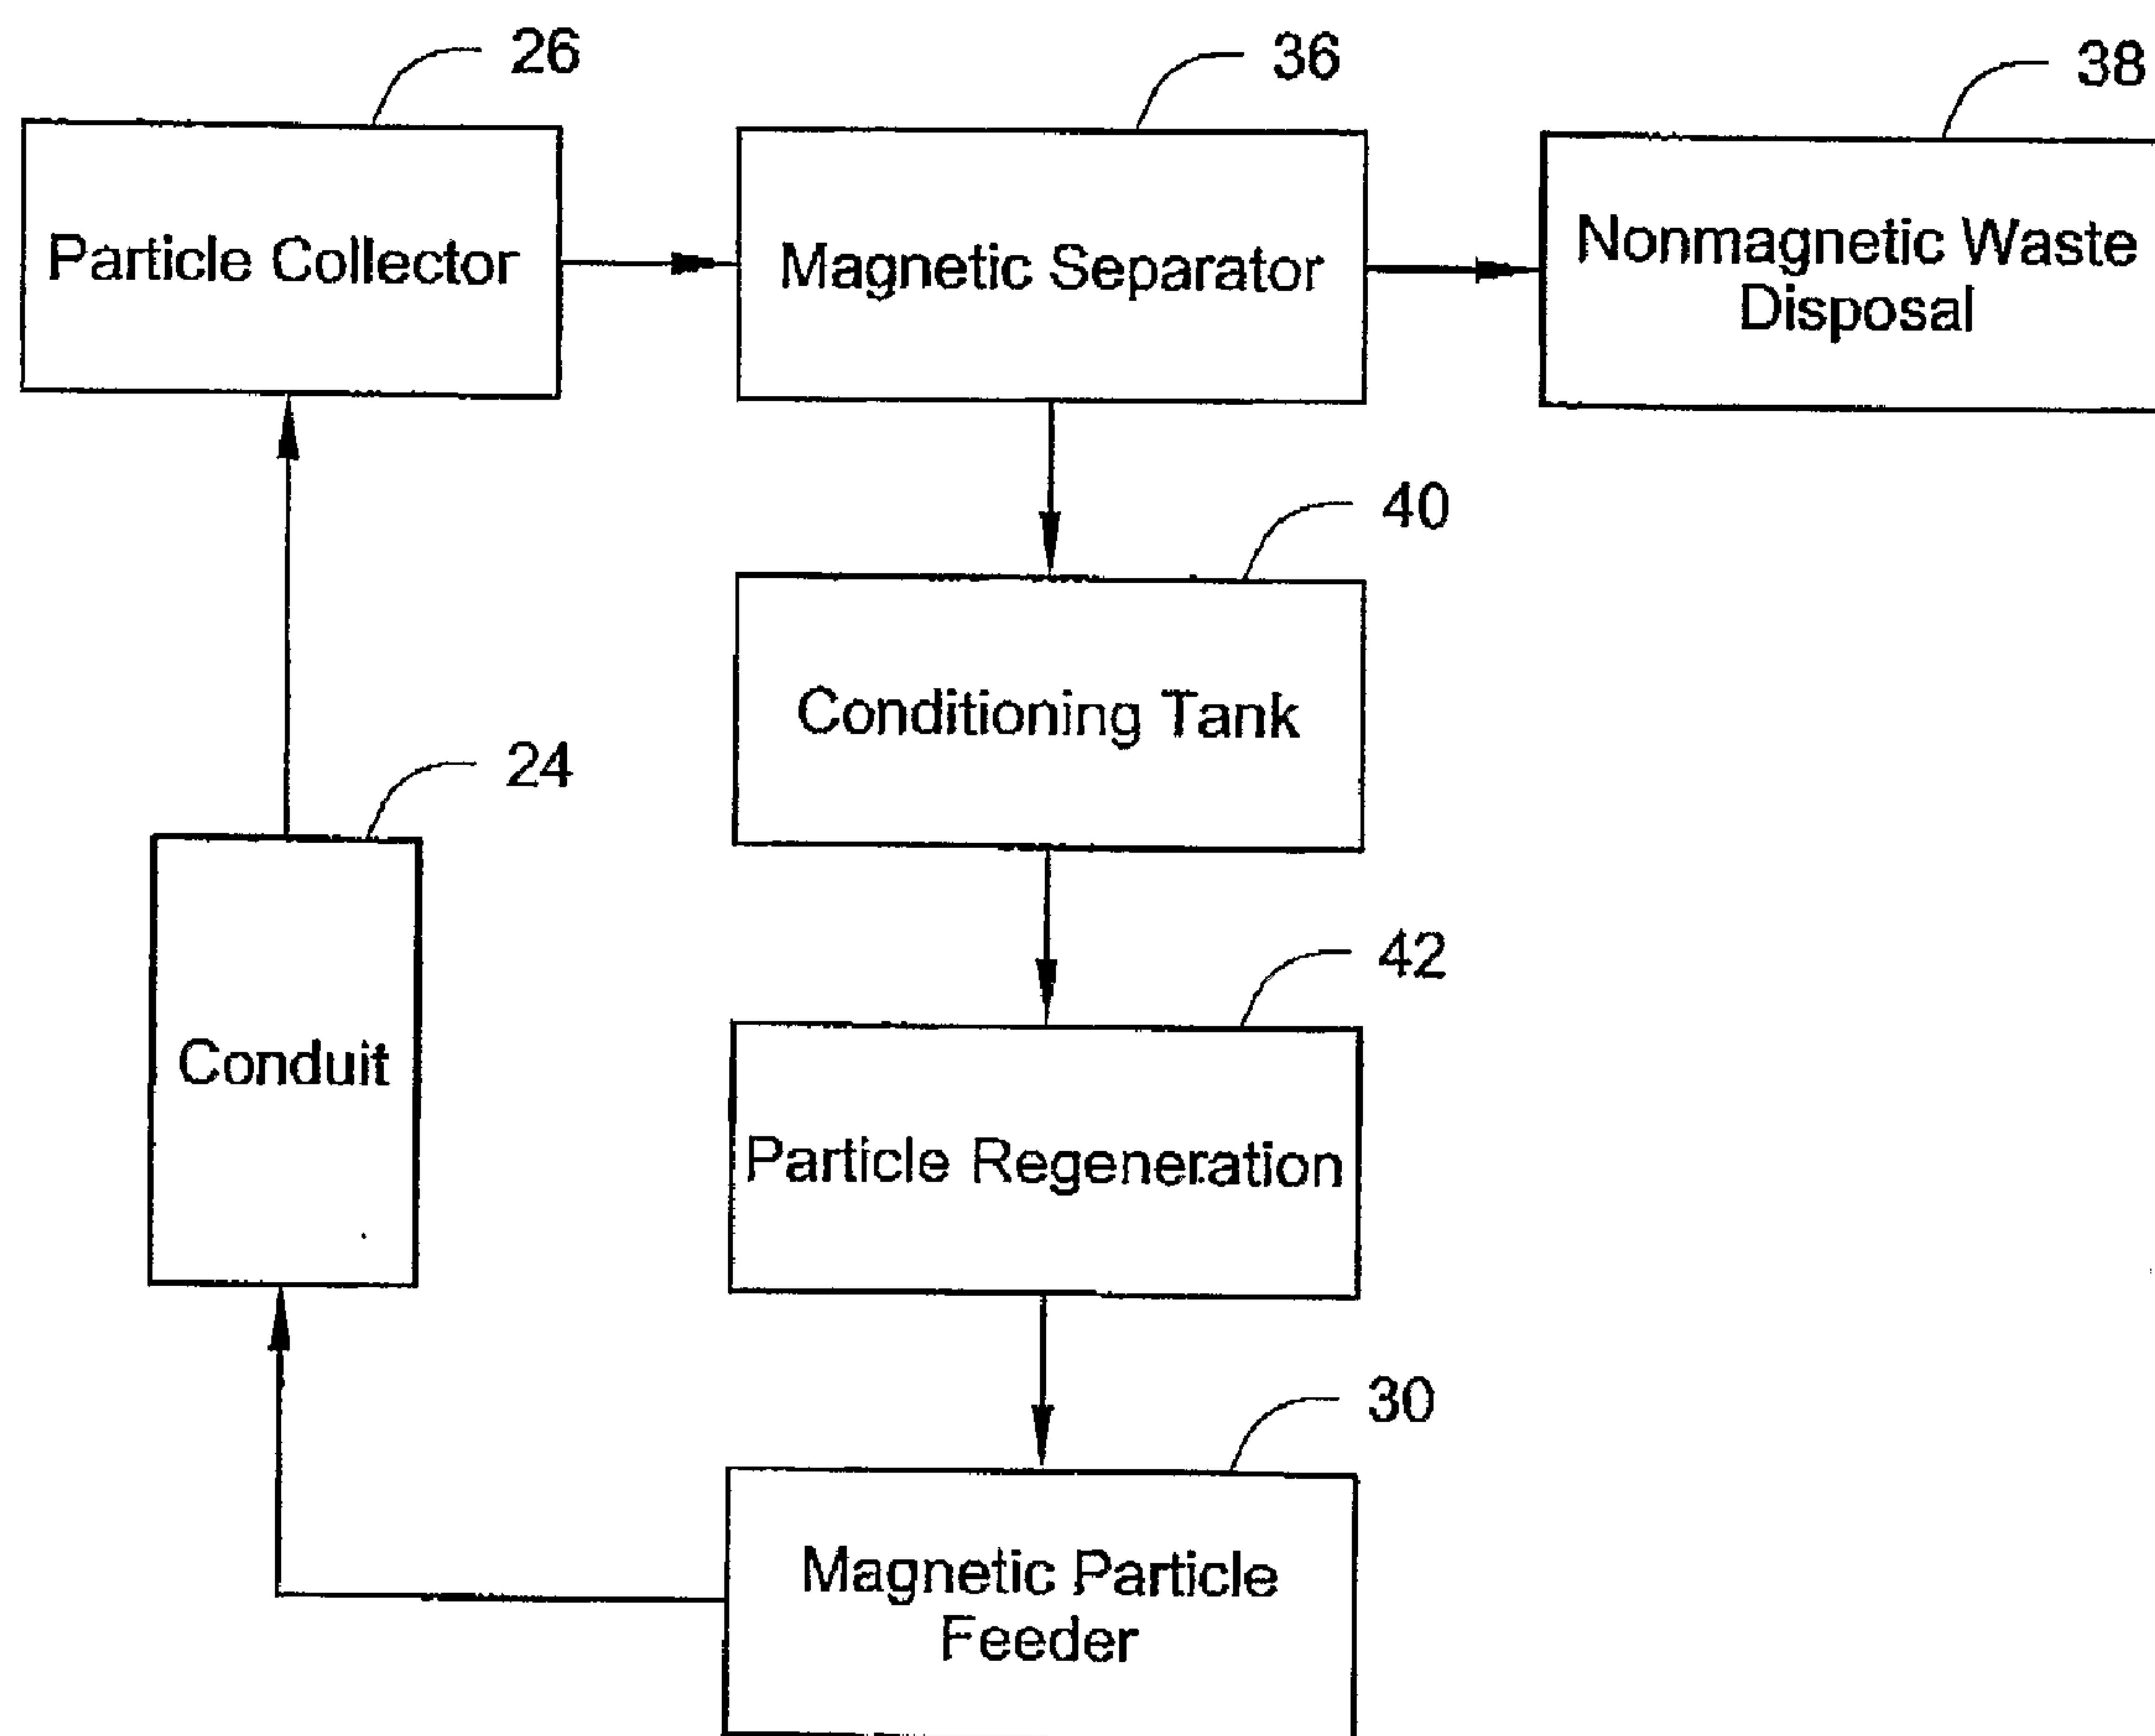 26
36
38
Particle Collector
Magnetic Separator
Nonmagnetic Waste
Disposal
40
Conditioning Tank
24
42
Conduit
Particle Regeneration
30
Magnetic Particle
Feeder